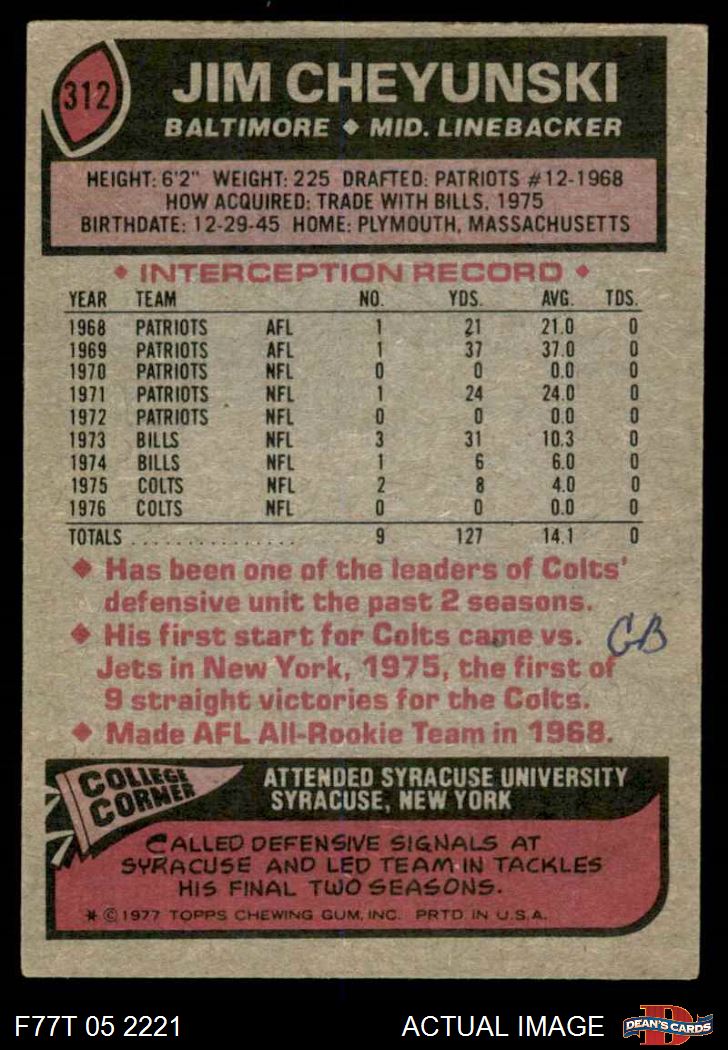 312
JIM CHEYUNSKI
BALTIMORE ◆ MID. LINEBACKER
HEIGHT: 6'2" WEIGHT: 225 DRAFTED: PATRIOTS #12-1968
HOW ACQUIRED: TRADE WITH BILLS, 1975
BIRTHDATE: 12-29-45 HOME: PLYMOUTH, MASSACHUSETTS
◆ INTERCEPTION RECORD ◆
YEAR TEAM NO. YDS. AVG. TDS.
1968 PATRIOTS AFL 1 21 21.0 0
1969 PATRIOTS AFL 1 37 37.0 0
1970 PATRIOTS NFL 0 0 0.0 0
1971 PATRIOTS NFL 1 24 24.0 0
1972 PATRIOTS NFL 0 0 0.0 0
1973 BILLS NFL 3 31 10.3 0
1974 BILLS NFL 1 6 6.0 0
1975 COLTS NFL 2 8 4.0 0
1976 COLTS NFL 0 0 0.0 0
TOTALS . . . . . . . . . . . . . . . . 9 127 14.1 0
◆ Has been one of the leaders of Colts'
defensive unit the past 2 seasons.
◆ His first start for Colts came vs.
GB
Jets in New York, 1975, the first of
9 straight victories for the Colts.
◆ Made AFL All-Rookie Team in 1968.
COLLEGE
CORNER
ATTENDED SYRACUSE UNIVERSITY
SYRACUSE, NEW YORK
CALLED DEFENSIVE SIGNALS AT
SYRACUSE AND LED TEAM IN TACKLES
HIS FINAL TWO SEASONS.
* © 1977 TOPPS CHEWING GUM, INC. PRTD. IN U.S.A.
F77T 05 2221
ACTUAL IMAGE
D
DEAN'S CARDS